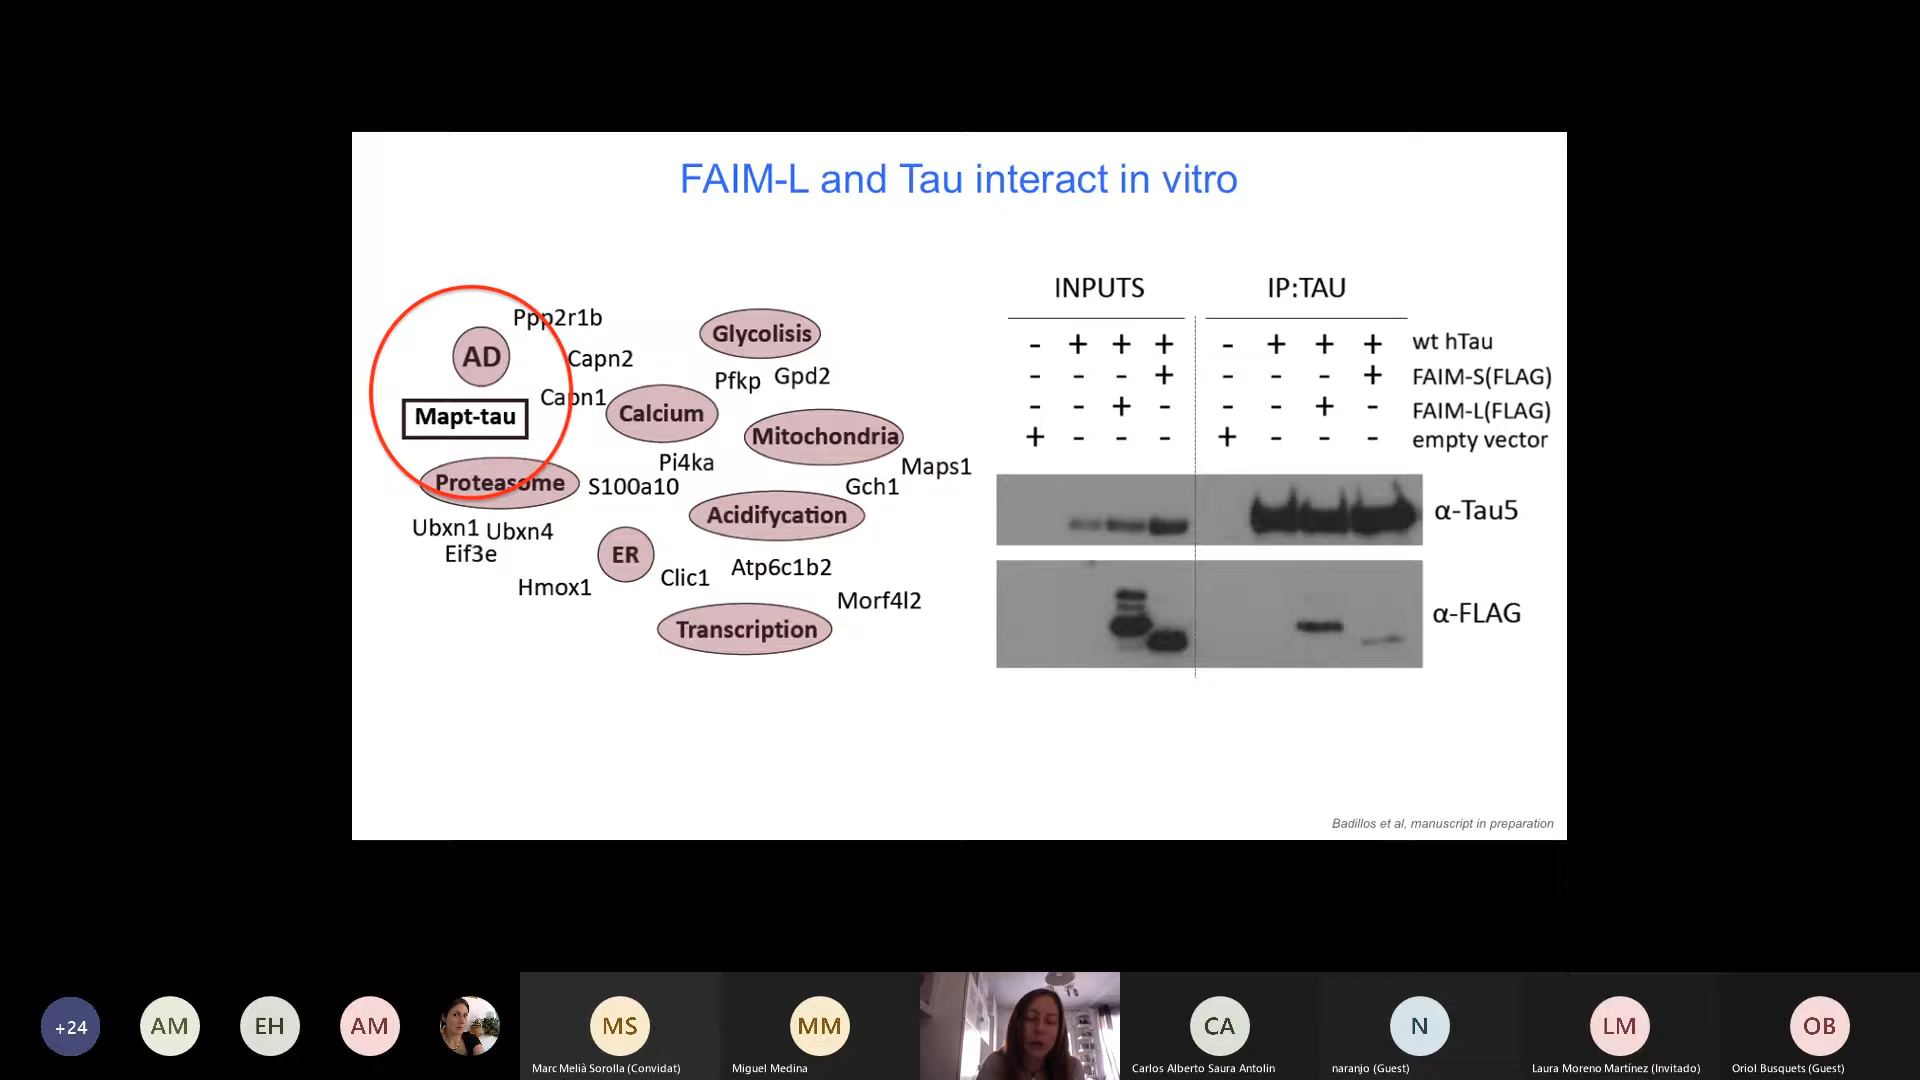 FAIM-L and Tau interact in vitro
Ppp2r1b
AD
Capn2
Mapt-tau
Capn1
Proteasome
Ubxn1 Ubxn4
Eif3e
Glycolisis
Pfkp Gpd2
Calcium
Mitochondria
Pi4ka
S100a10
Maps1
Gch1
Acidifycation
ER
Hmox1
Clic1
Atp6c1b2
Morf4l2
Transcription
INPUTS IP:TAU
- + + + - + + + wt hTau
- - - + - - - + FAIM-S(FLAG)
- - + - - - + - FAIM-L(FLAG)
+ - - - + - - - empty vector
α-Tau5
α-FLAG
Badillos et al, manuscript in preparation
+24
AM
EH
AM
MS
Marc Melià Sorolla (Convidat)
MM
Miguel Medina
CA
Carlos Alberto Saura Antolin
N
naranjo (Guest)
LM
Laura Moreno Martínez (Invitado)
OB
Oriol Busquets (Guest)